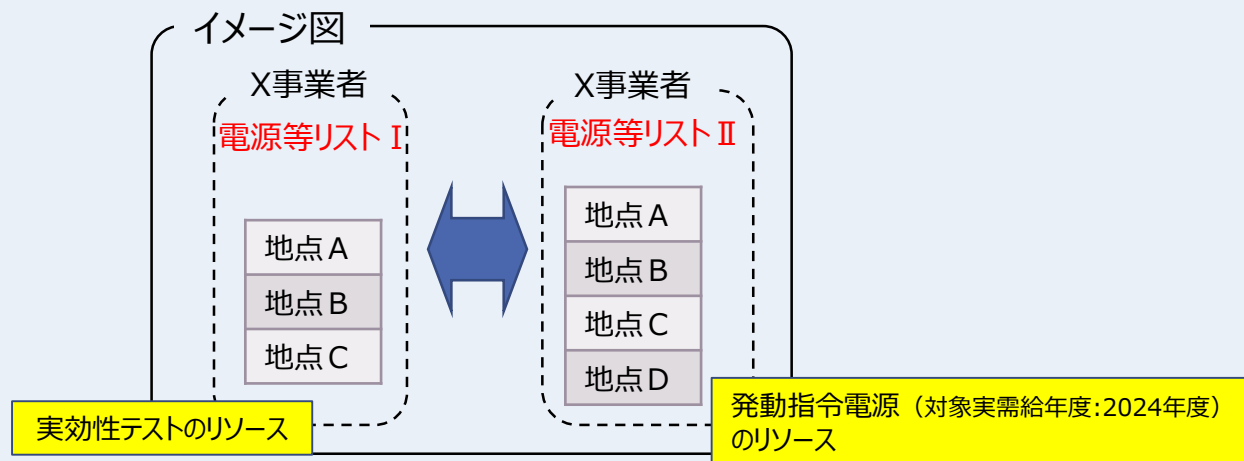 イメージ図
X事業者
電源等リストⅠ
地点A
地点B
地点C
実効性テストのリソース
X事業者
電源等リストⅡ
地点A
地点B
地点C
地点D
発動指令電源（対象実需給年度:2024年度）
のリソース